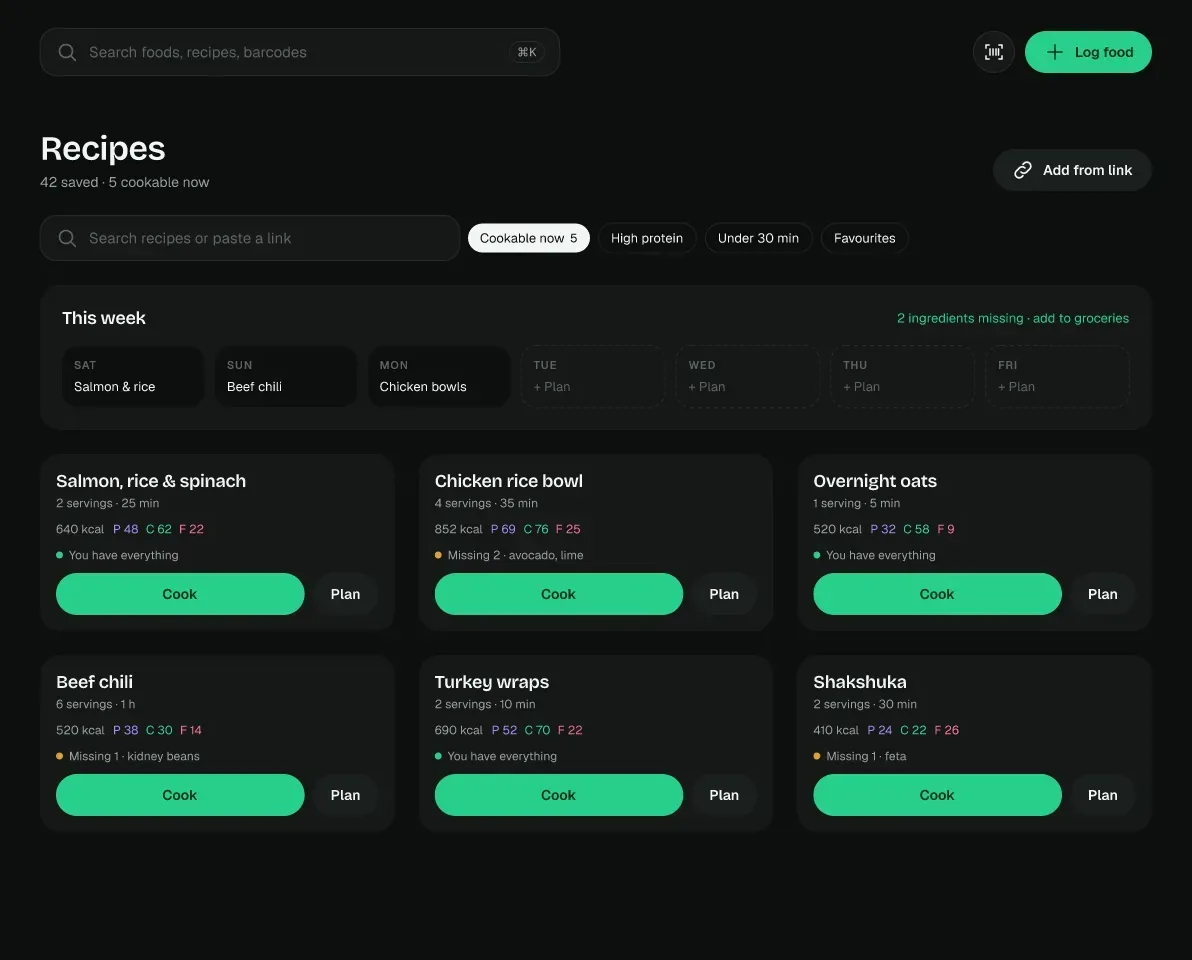 Search foods, recipes, barcodes ⌘K
Log food
Recipes
42 saved · 5 cookable now
Add from link
Search recipes or paste a link
Cookable now 5
High protein
Under 30 min
Favourites
This week
2 ingredients missing · add to groceries
SAT
Salmon & rice
SUN
Beef chili
MON
Chicken bowls
TUE
+ Plan
WED
+ Plan
THU
+ Plan
FRI
+ Plan
Salmon, rice & spinach
2 servings · 25 min
640 kcal P 48 C 62 F 22
You have everything
Cook
Plan
Chicken rice bowl
4 servings · 35 min
852 kcal P 69 C 76 F 25
Missing 2 · avocado, lime
Cook
Plan
Overnight oats
1 serving · 5 min
520 kcal P 32 C 58 F 9
You have everything
Cook
Plan
Beef chili
6 servings · 1 h
520 kcal P 38 C 30 F 14
Missing 1 · kidney beans
Cook
Plan
Turkey wraps
2 servings · 10 min
690 kcal P 52 C 70 F 22
You have everything
Cook
Plan
Shakshuka
2 servings · 30 min
410 kcal P 24 C 22 F 26
Missing 1 · feta
Cook
Plan